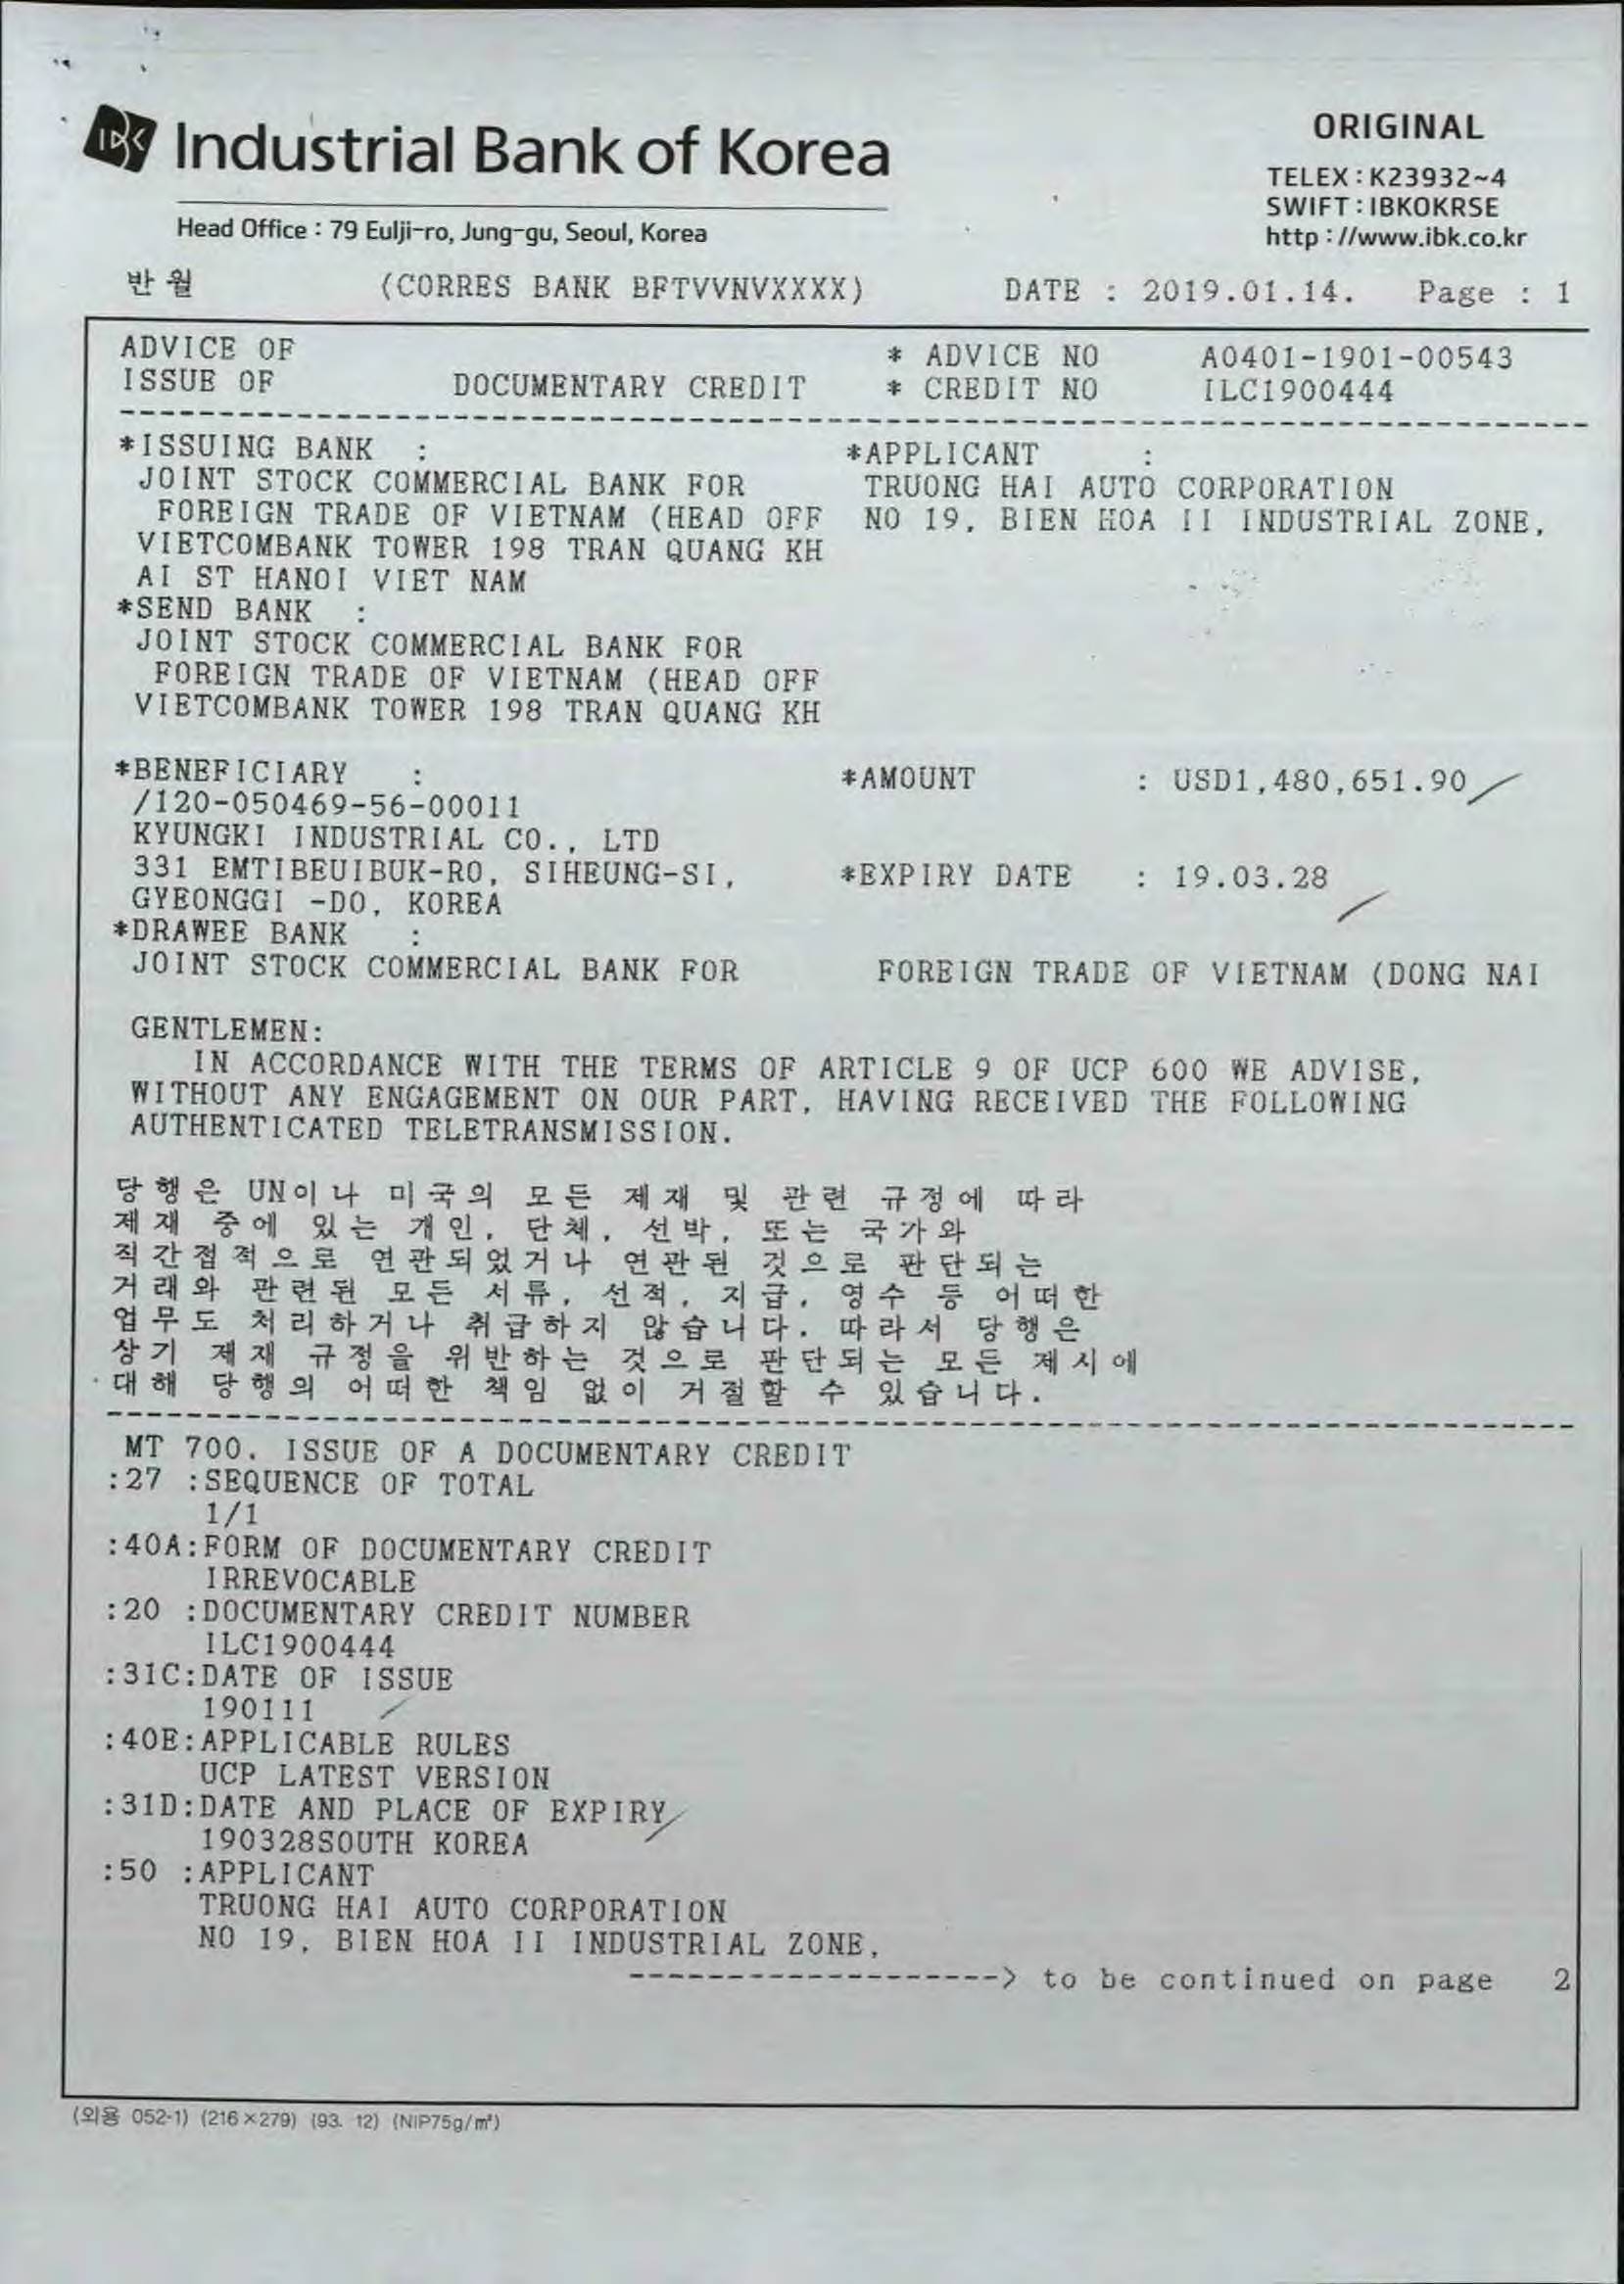 IBK Industrial Bank of Korea
ORIGINAL
TELEX : K23932~4
SWIFT : IBKOKRSE
http : //www.ibk.co.kr
Head Office : 79 Eulji-ro, Jung-gu, Seoul, Korea
반월 (CORRES BANK BFTVVNVXXXX) DATE : 2019.01.14. Page : 1
ADVICE OF * ADVICE NO A0401-1901-00543
ISSUE OF DOCUMENTARY CREDIT * CREDIT NO ILC1900444
*ISSUING BANK : *APPLICANT :
JOINT STOCK COMMERCIAL BANK FOR TRUONG HAI AUTO CORPORATION
FOREIGN TRADE OF VIETNAM (HEAD OFF NO 19, BIEN HOA II INDUSTRIAL ZONE,
VIETCOMBANK TOWER 198 TRAN QUANG KH
AI ST HANOI VIET NAM
*SEND BANK :
JOINT STOCK COMMERCIAL BANK FOR
FOREIGN TRADE OF VIETNAM (HEAD OFF
VIETCOMBANK TOWER 198 TRAN QUANG KH
*BENEFICIARY : *AMOUNT : USD1,480,651.90
/120-050469-56-00011
KYUNGKI INDUSTRIAL CO., LTD
331 EMTIBEUIBUK-RO, SIHEUNG-SI, *EXPIRY DATE : 19.03.28
GYEONGGI -DO, KOREA
*DRAWEE BANK :
JOINT STOCK COMMERCIAL BANK FOR FOREIGN TRADE OF VIETNAM (DONG NAI
GENTLEMEN:
IN ACCORDANCE WITH THE TERMS OF ARTICLE 9 OF UCP 600 WE ADVISE,
WITHOUT ANY ENGAGEMENT ON OUR PART, HAVING RECEIVED THE FOLLOWING
AUTHENTICATED TELETRANSMISSION.
당행은 UN이나 미국의 모든 제재 및 관련 규정에 따라
제재 중에 있는 개인, 단체, 선박, 또는 국가와
직간접적으로 연관되었거나 연관된 것으로 판단되는
거래와 관련된 모든 서류, 선적, 지급, 영수 등 어떠한
업무도 처리하거나 취급하지 않습니다. 따라서 당행은
상기 제재 규정을 위반하는 것으로 판단되는 모든 제시에
대해 당행의 어떠한 책임 없이 거절할 수 있습니다.
MT 700. ISSUE OF A DOCUMENTARY CREDIT
:27 :SEQUENCE OF TOTAL
1/1
:40A:FORM OF DOCUMENTARY CREDIT
IRREVOCABLE
:20 :DOCUMENTARY CREDIT NUMBER
ILC1900444
:31C:DATE OF ISSUE
190111
:40E:APPLICABLE RULES
UCP LATEST VERSION
:31D:DATE AND PLACE OF EXPIRY
190328SOUTH KOREA
:50 :APPLICANT
TRUONG HAI AUTO CORPORATION
NO 19, BIEN HOA II INDUSTRIAL ZONE,
-------------------> to be continued on page 2
(외용 052-1) (216×279) (93. 12) (NIP75g/㎡)